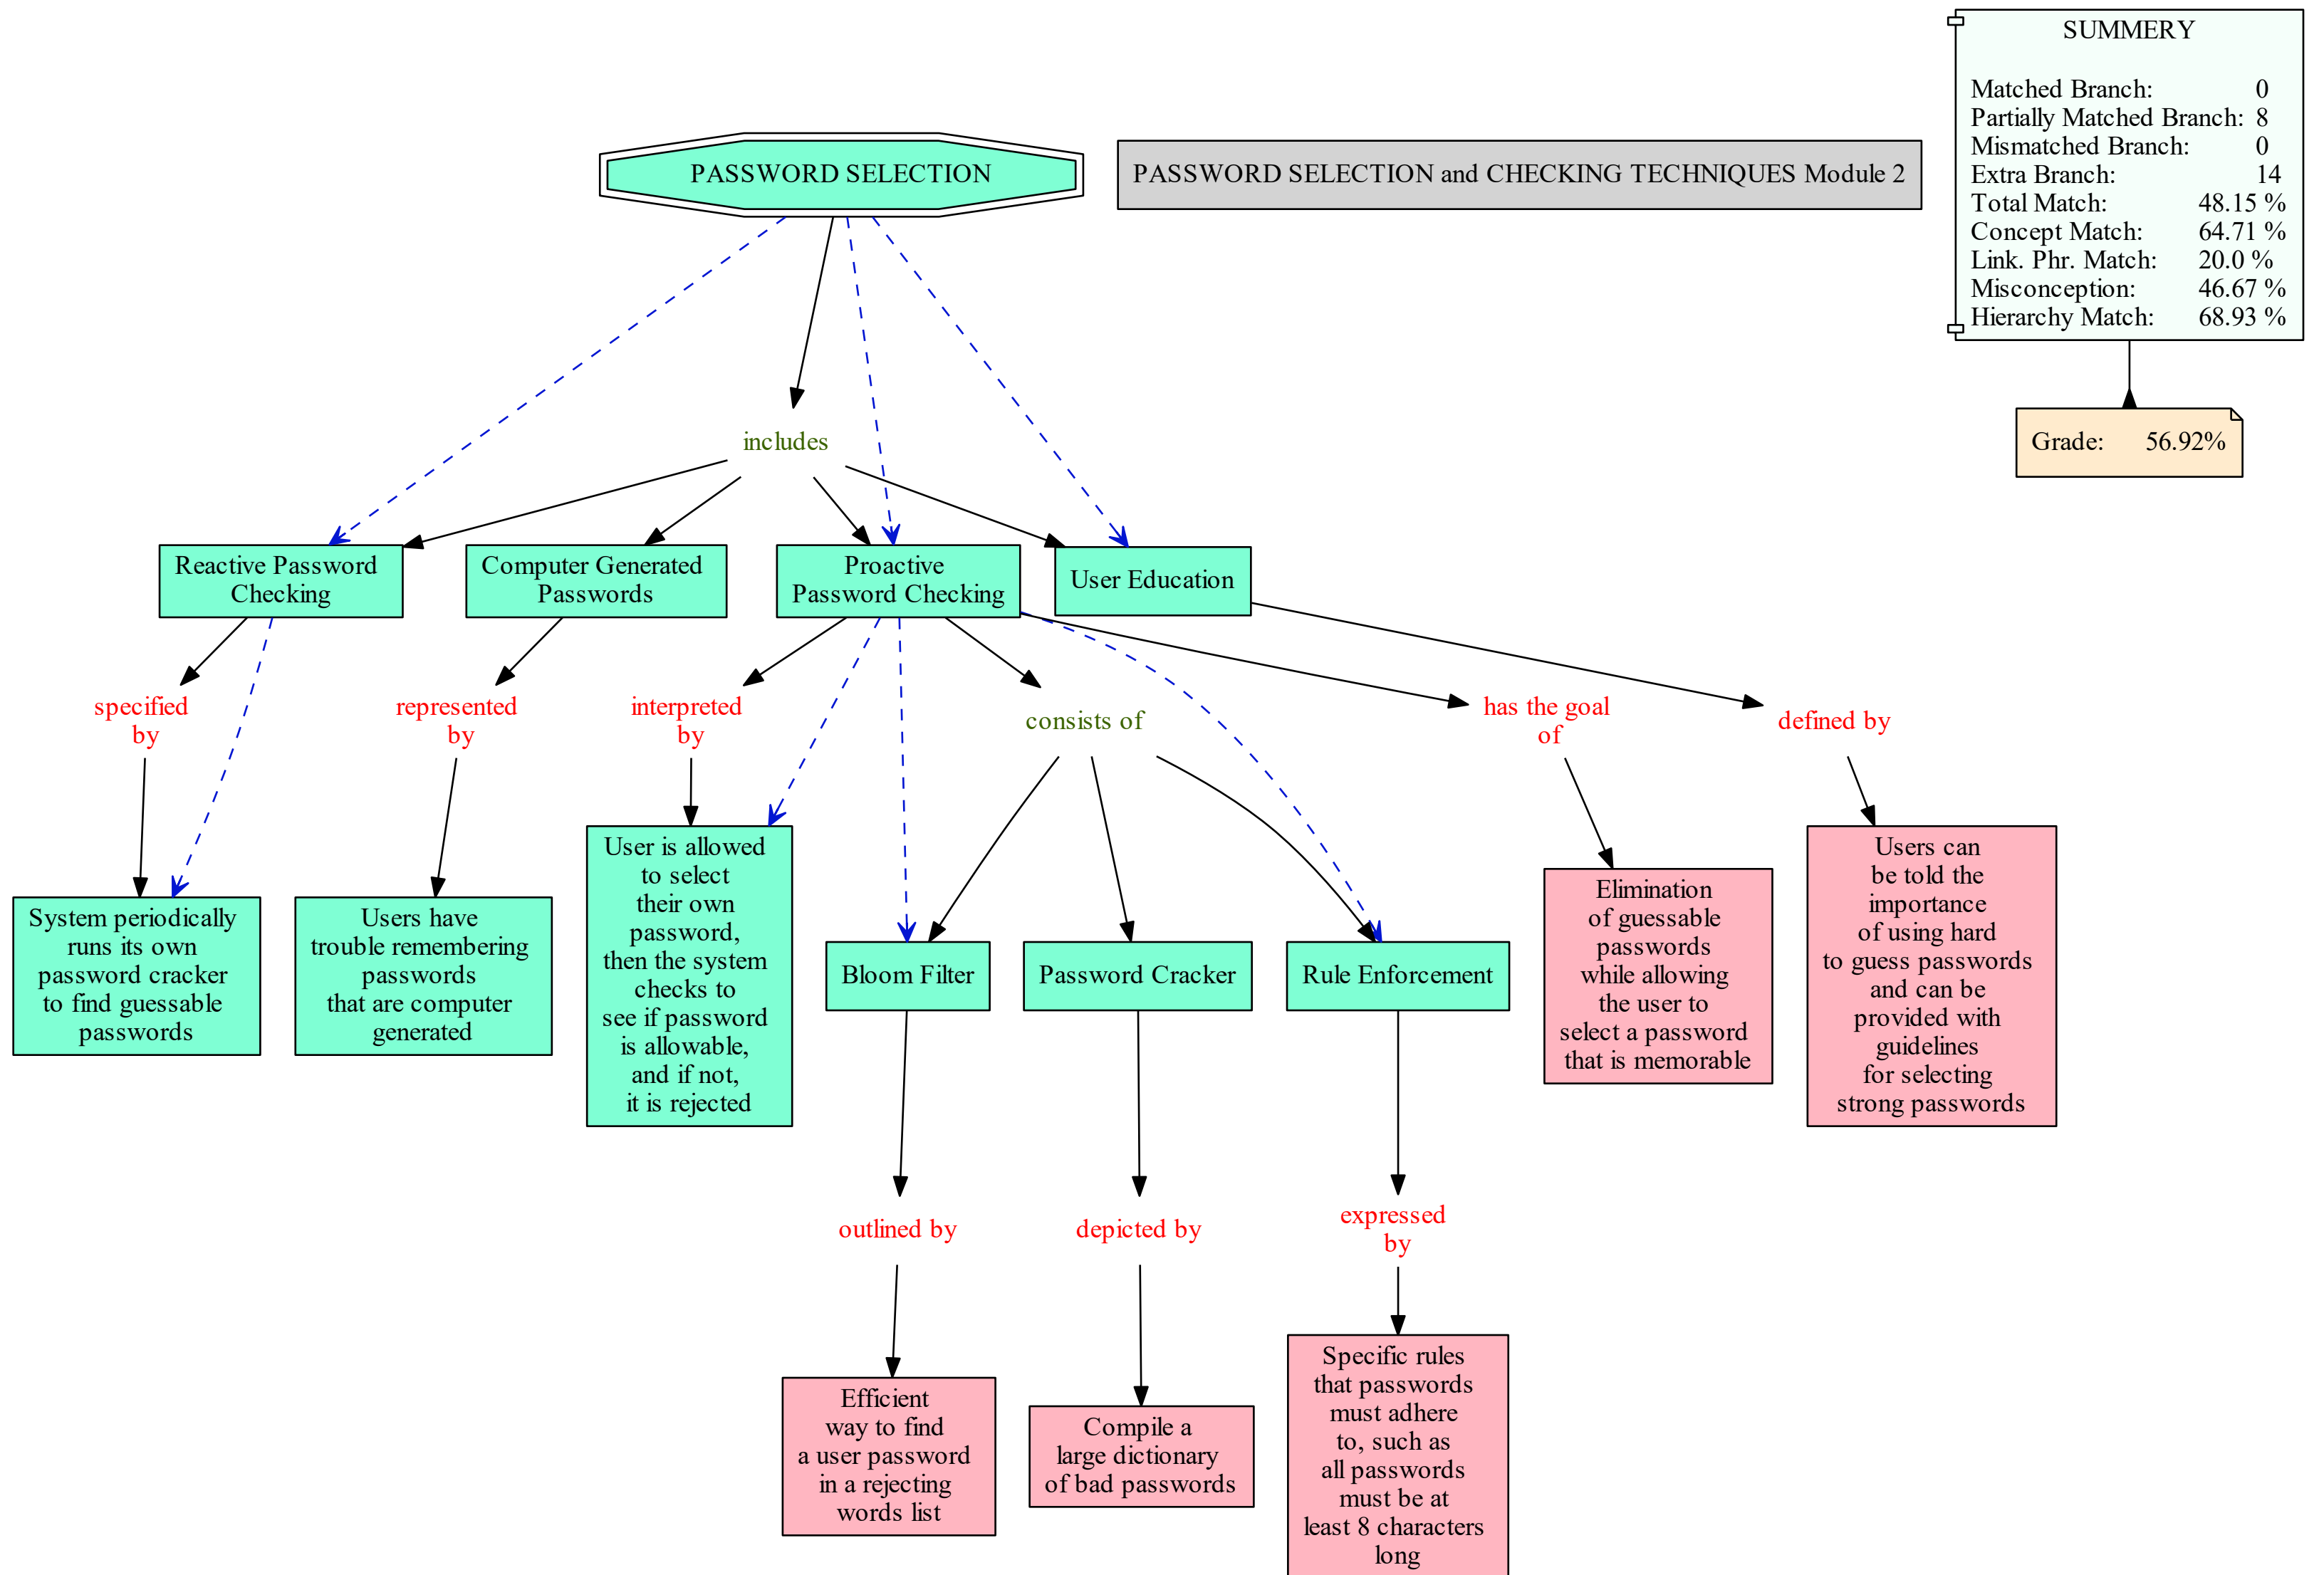 SUMMERY
Matched Branch: 0
Partially Matched Branch: 8
Mismatched Branch: 0
Extra Branch: 14
Total Match: 48.15 %
Concept Match: 64.71 %
Link. Phr. Match: 20.0 %
Misconception: 46.67 %
Hierarchy Match: 68.93 %
PASSWORD SELECTION
PASSWORD SELECTION and CHECKING TECHNIQUES Module 2
includes
Grade: 56.92%
Reactive Password
Checking
Computer Generated
Passwords
Proactive
Password Checking
User Education
specified
by
represented
by
interpreted
by
consists of
has the goal
of
defined by
System periodically
runs its own
password cracker
to find guessable
passwords
Users have
trouble remembering
passwords
that are computer
generated
User is allowed
to select
their own
password,
then the system
checks to
see if password
is allowable,
and if not,
it is rejected
Bloom Filter
Password Cracker
Rule Enforcement
Elimination
of guessable
passwords
while allowing
the user to
select a password
that is memorable
Users can
be told the
importance
of using hard
to guess passwords
and can be
provided with
guidelines
for selecting
strong passwords
outlined by
depicted by
expressed
by
Efficient
way to find
a user password
in a rejecting
words list
Compile a
large dictionary
of bad passwords
Specific rules
that passwords
must adhere
to, such as
all passwords
must be at
least 8 characters
long